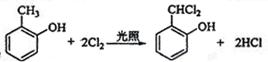 CH₃ CHCl₂
OH + 2Cl₂ 光照 OH + 2HCl